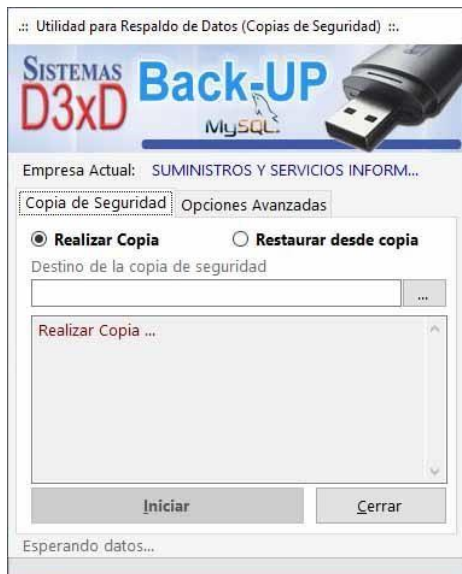 .:: Utilidad para Respaldo de Datos (Copias de Seguridad) ::.
SISTEMAS
D3xD
Back-UP
MySQL.
Empresa Actual: SUMINISTROS Y SERVICIOS INFORM...
Copia de Seguridad Opciones Avanzadas
Realizar Copia Restaurar desde copia
Destino de la copia de seguridad
...
Realizar Copia ...
Iniciar Cerrar
Esperando datos...